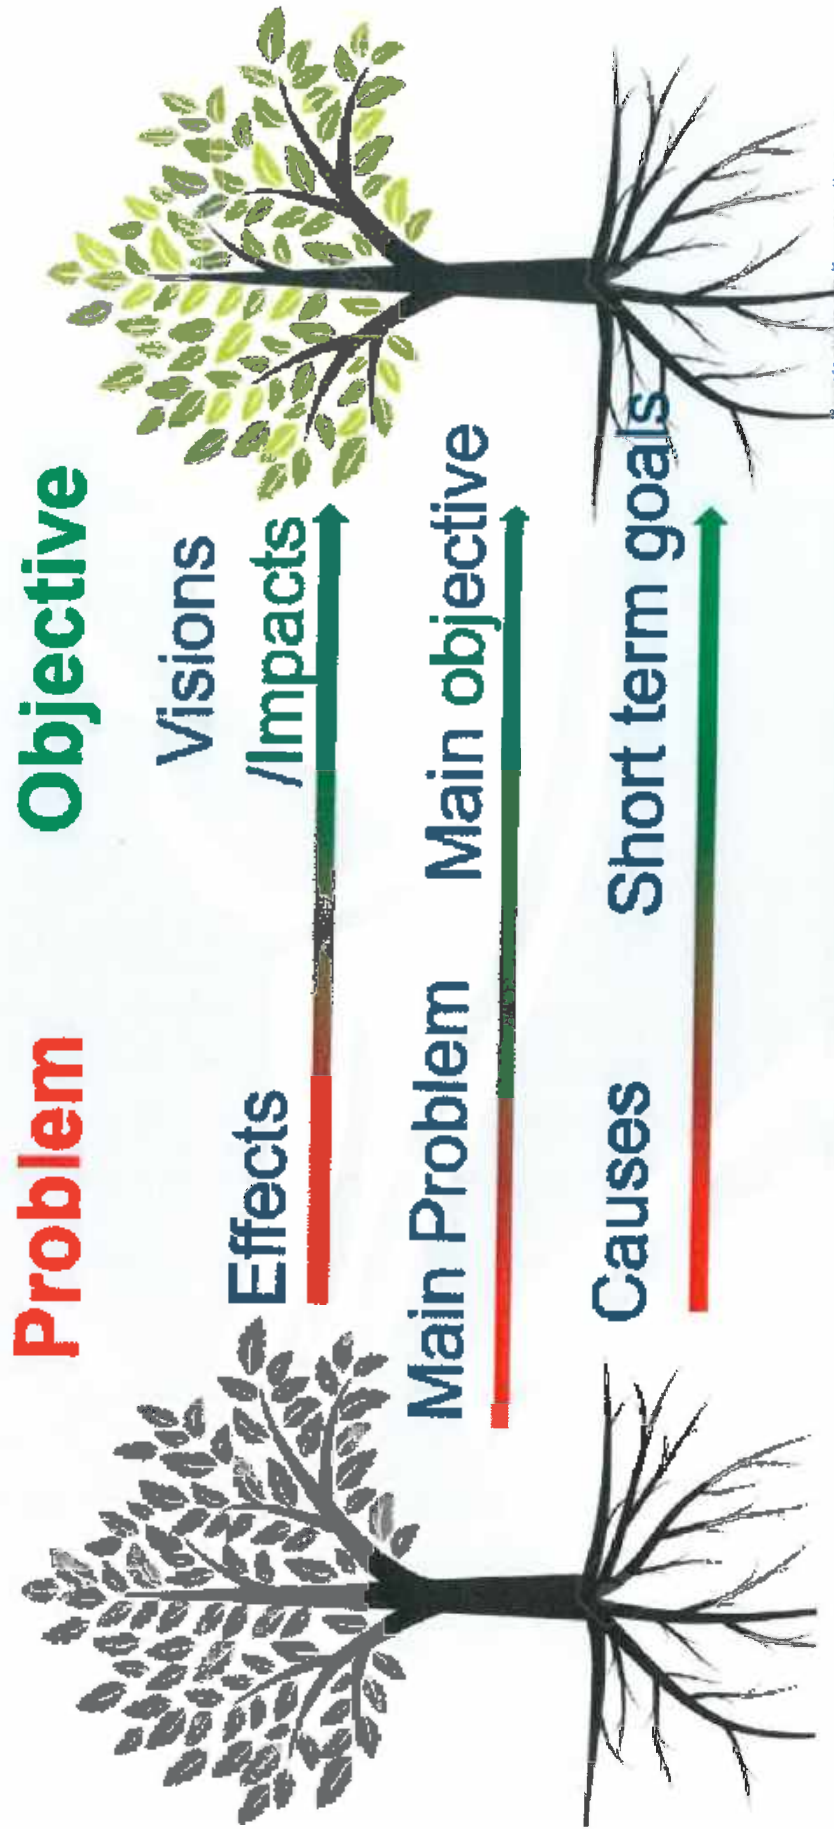 Problem Objective
Effects Visions
/Impacts
Main Problem Main objective
Causes Short term goals